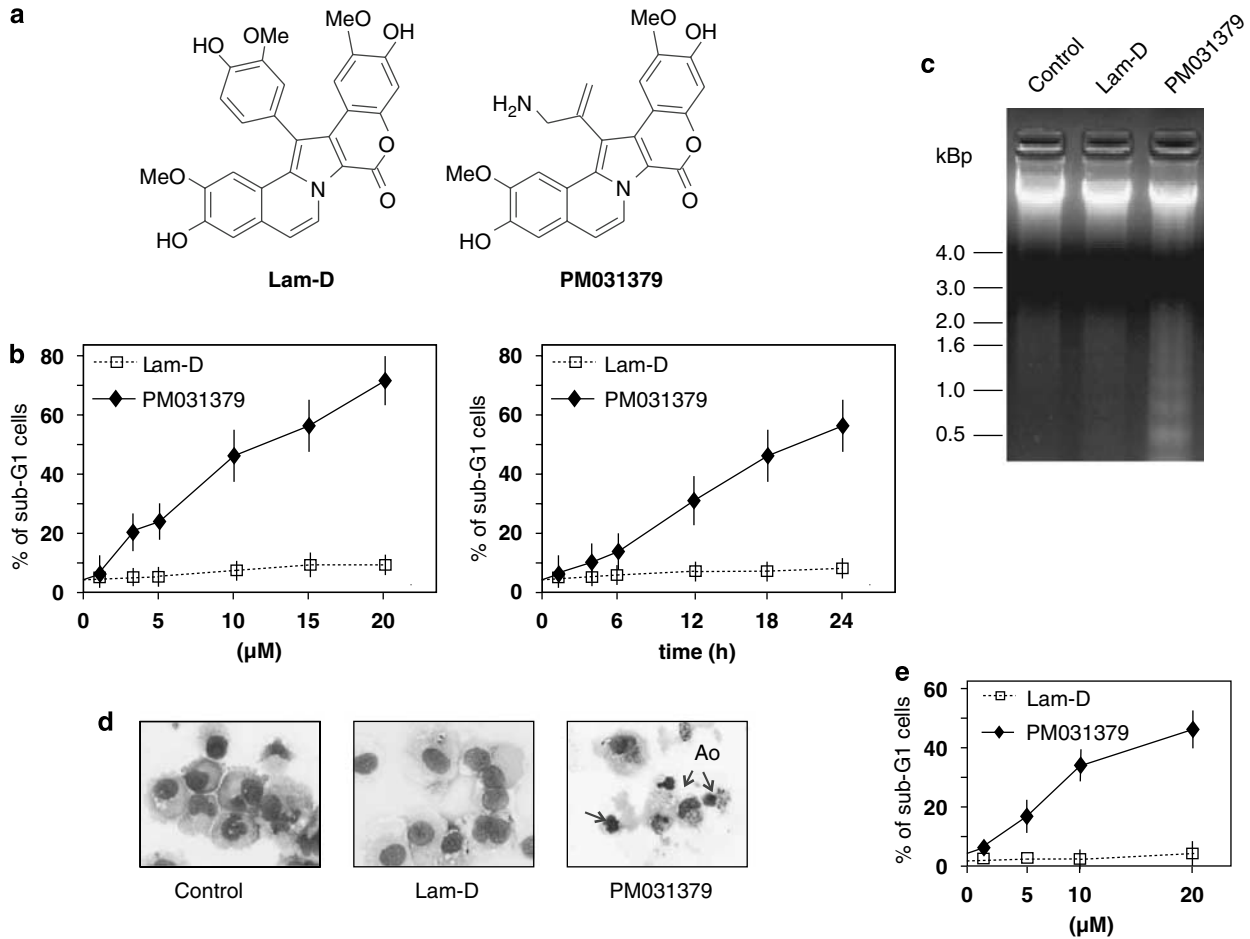 a
MeO
OMe
HO
OH
MeO
O
N
O
HO
Lam-D
MeO
OH
H2N
MeO
O
N
O
HO
PM031379
c
Control
Lam-D
PM031379
kBp
4.0
3.0
2.0
1.6
1.0
0.5
b
% of sub-G1 cells
80
60
40
20
0
Lam-D
PM031379
0 5 10 15 20
(µM)
% of sub-G1 cells
80
60
40
20
0
Lam-D
PM031379
0 6 12 18 24
time (h)
d
Ao
Control
Lam-D
PM031379
e
% of sub-G1 cells
60
40
20
0
Lam-D
PM031379
0 5 10 20
(µM)